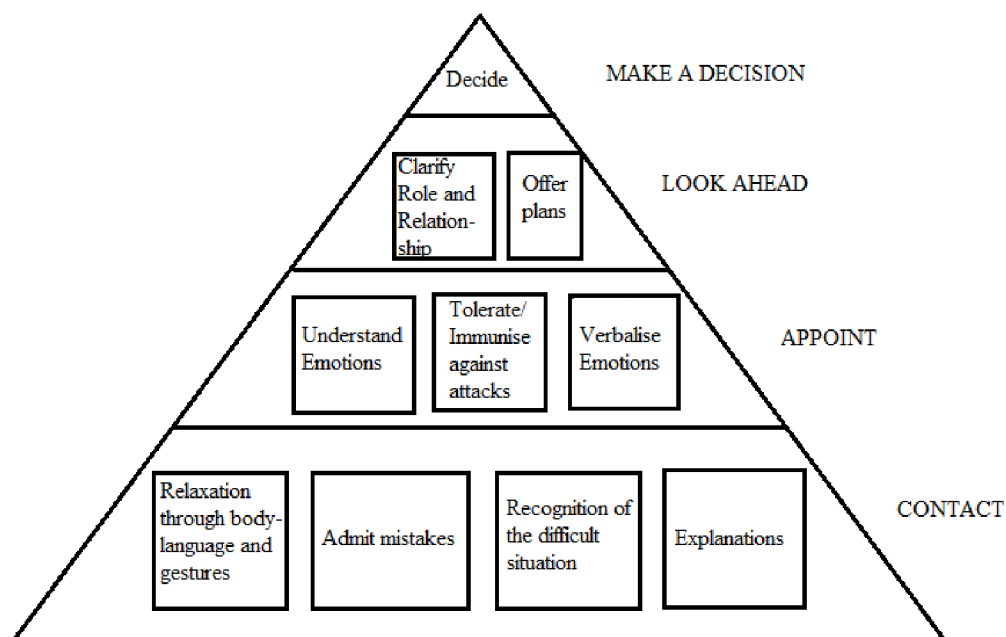 Decide
MAKE A DECISION
Clarify
Role and
Relation-
ship
Offer
plans
LOOK AHEAD
Understand
Emotions
Tolerate/
Immunise
against
attacks
Verbalise
Emotions
APPOINT
Relaxation
through body-
language and
gestures
Admit mistakes
Recognition of
the difficult
situation
Explanations
CONTACT